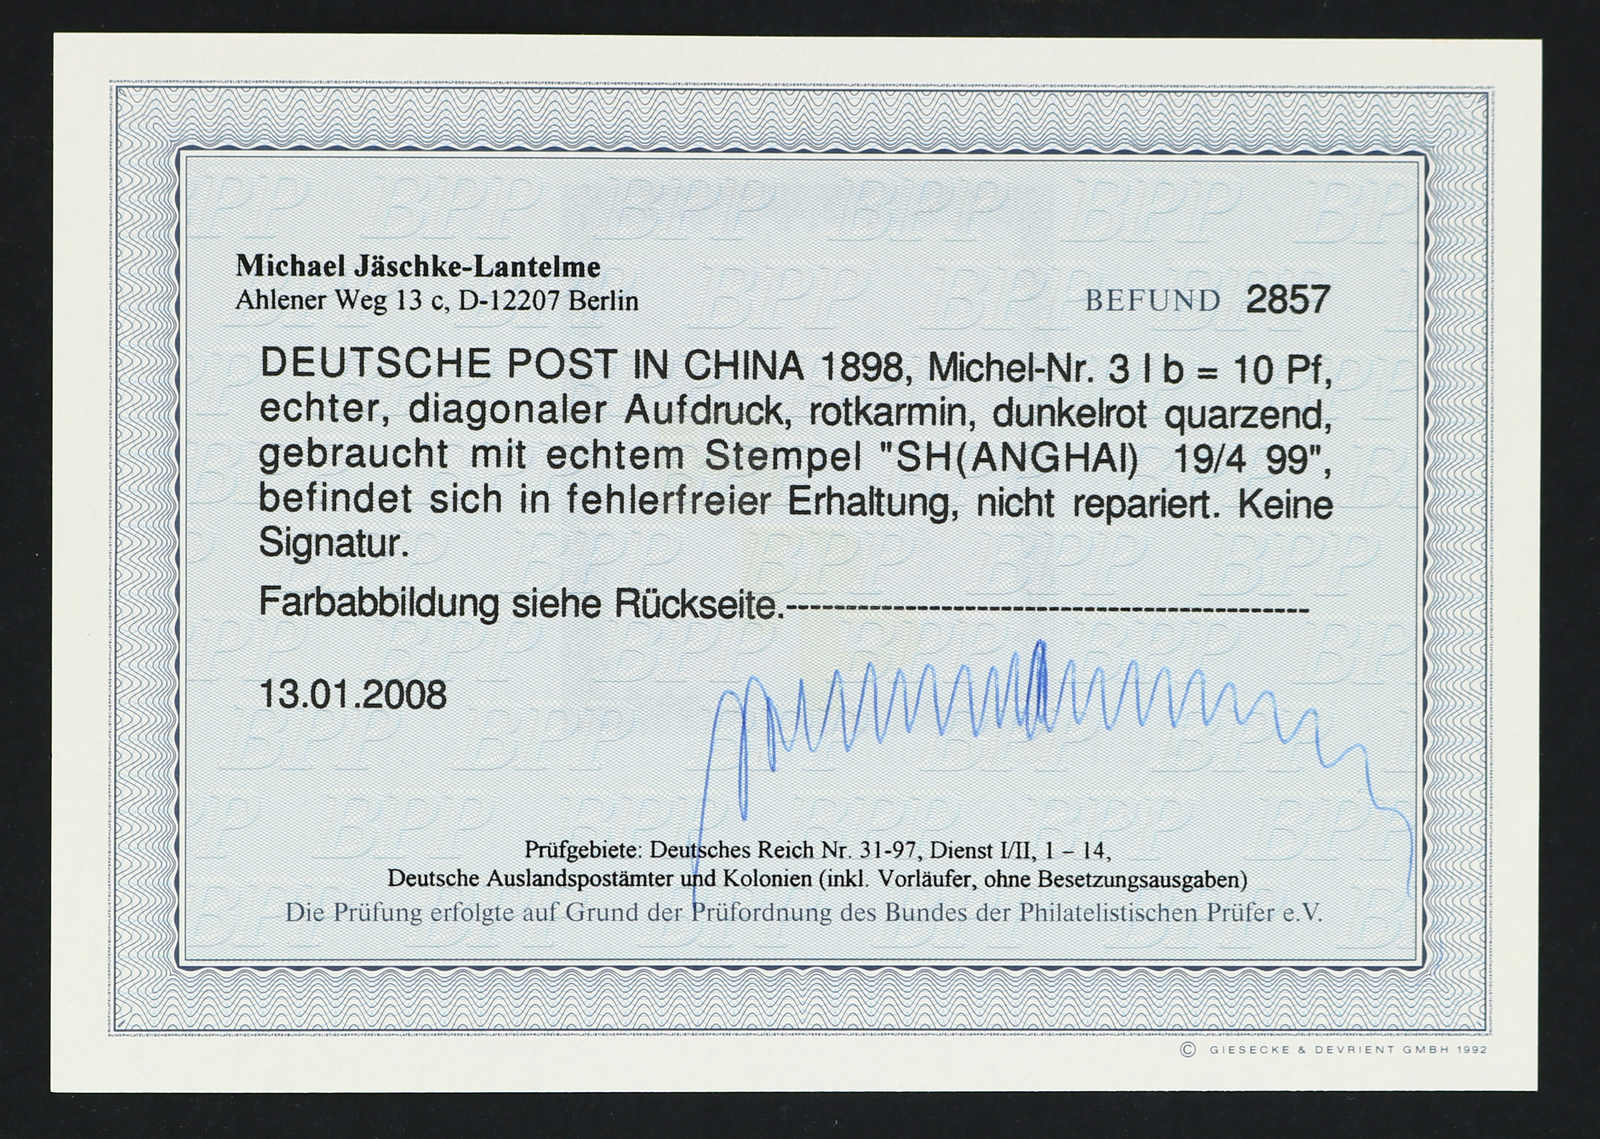 Michael Jäschke-Lantelme
Ahlener Weg 13 c, D-12207 Berlin
BEFUND 2857
DEUTSCHE POST IN CHINA 1898, Michel-Nr. 3 I b = 10 Pf,
echter, diagonaler Aufdruck, rotkarmin, dunkelrot quarzend,
gebraucht mit echtem Stempel "SH(ANGHAI) 19/4 99",
befindet sich in fehlerfreier Erhaltung, nicht repariert. Keine
Signatur.
Farbabbildung siehe Rückseite.-----------------------------------------------
13.01.2008
Prüfgebiete: Deutsches Reich Nr. 31-97, Dienst I/II, 1 – 14,
Deutsche Auslandspostämter und Kolonien (inkl. Vorläufer, ohne Besetzungsausgaben)
Die Prüfung erfolgte auf Grund der Prüfordnung des Bundes der Philatelistischen Prüfer e.V.
© GIESECKE & DEVRIENT GMBH 1992